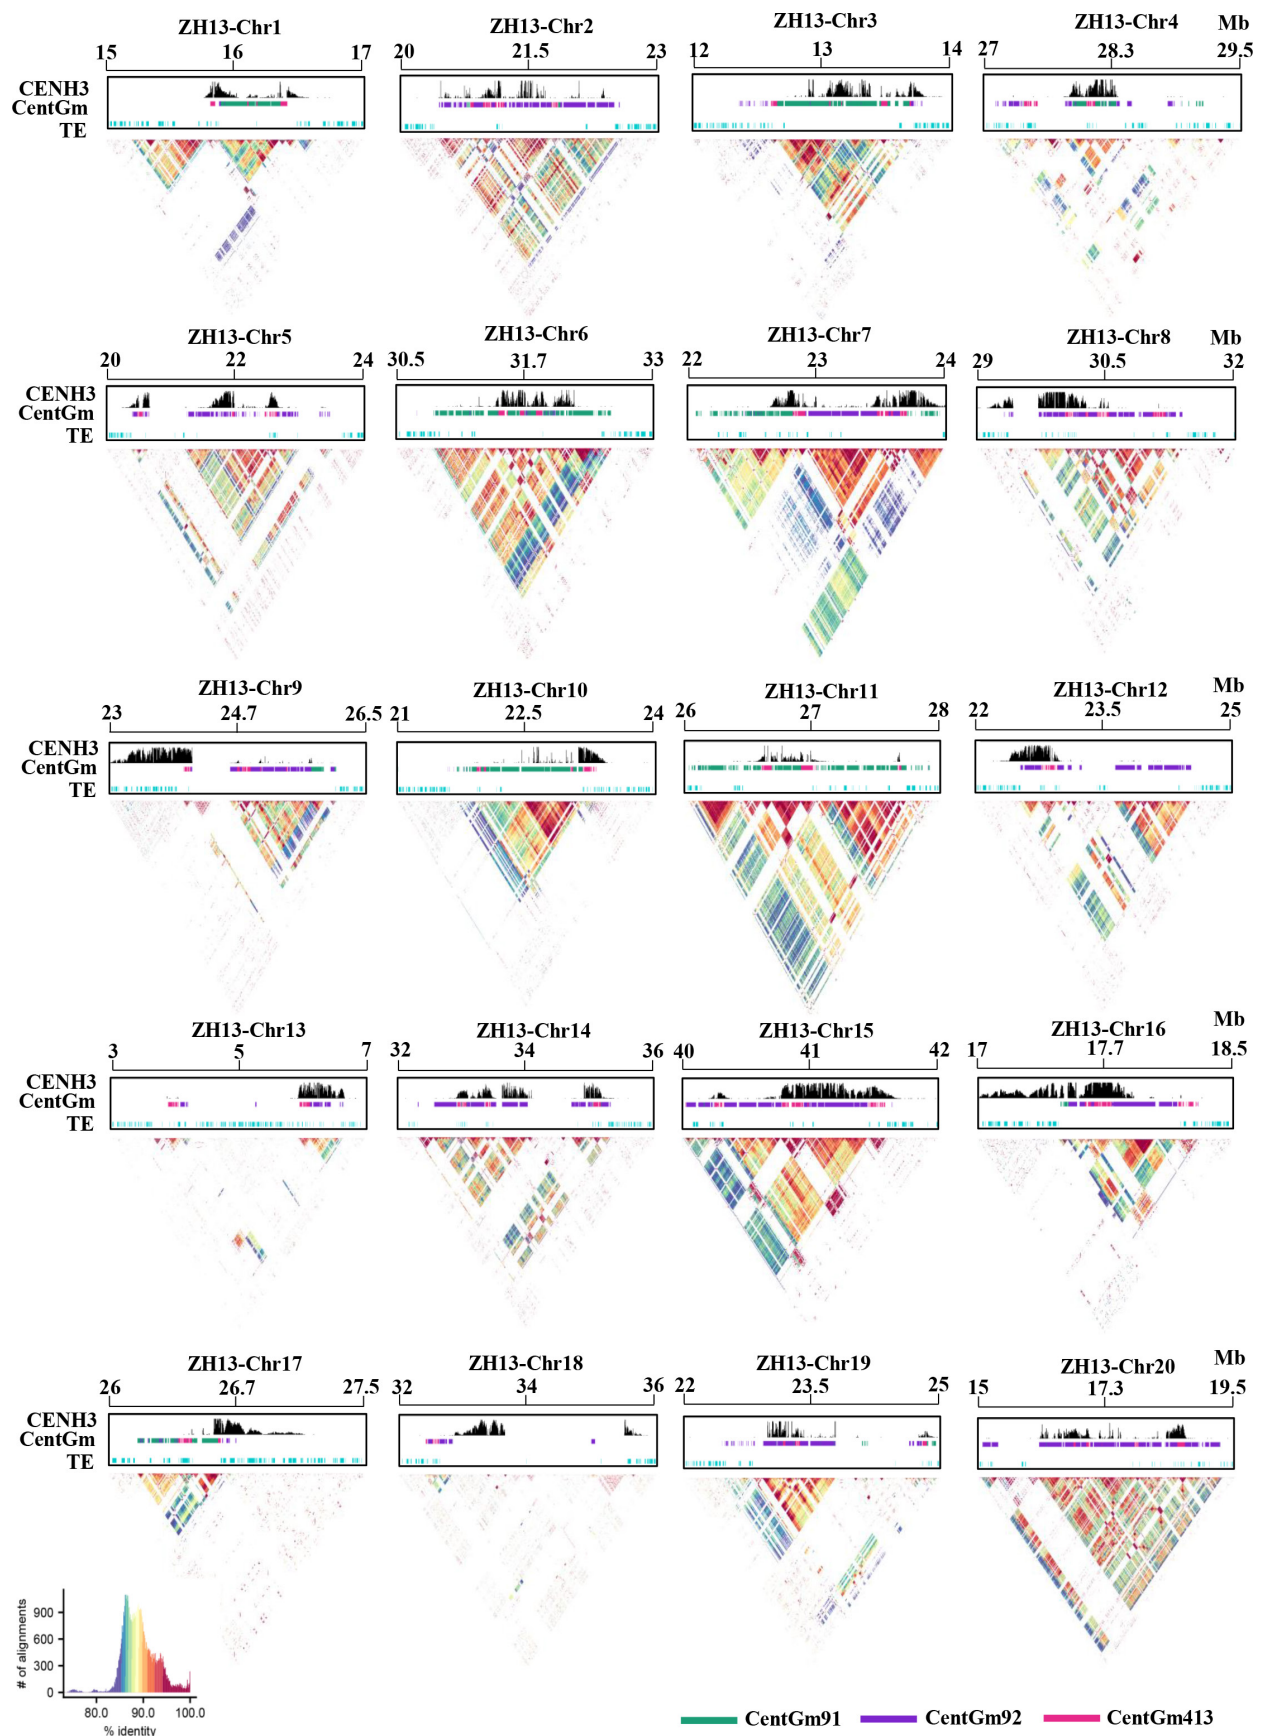 ZH13-Chr1 ZH13-Chr2 ZH13-Chr3 ZH13-Chr4 Mb
15 16 17 20 21.5 23 12 13 14 27 28.3 29.5
CENH3
CentGm
TE
ZH13-Chr5 ZH13-Chr6 ZH13-Chr7 ZH13-Chr8 Mb
20 22 24 30.5 31.7 33 22 23 24 29 30.5 32
CENH3
CentGm
TE
ZH13-Chr9 ZH13-Chr10 ZH13-Chr11 ZH13-Chr12 Mb
23 24.7 26.5 21 22.5 24 26 27 28 22 23.5 25
CENH3
CentGm
TE
ZH13-Chr13 ZH13-Chr14 ZH13-Chr15 ZH13-Chr16 Mb
3 5 7 32 34 36 40 41 42 17 17.7 18.5
CENH3
CentGm
TE
ZH13-Chr17 ZH13-Chr18 ZH13-Chr19 ZH13-Chr20 Mb
26 26.7 27.5 32 34 36 22 23.5 25 15 17.3 19.5
CENH3
CentGm
TE
# of alignments
900
600
300
0
80.0 90.0 100.0
% identity
CentGm91 CentGm92 CentGm413